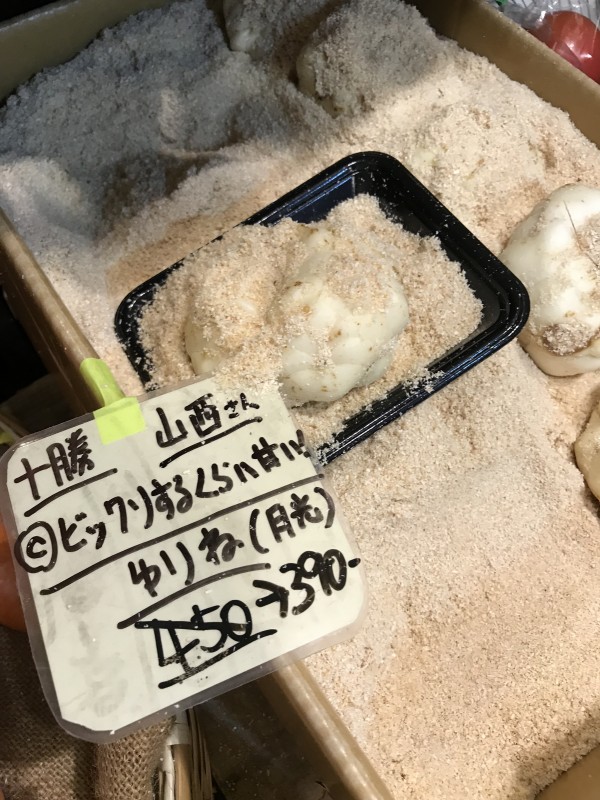 十勝 山西さん
©ビックリするくらい甘い!
ゆりね(月光)
450→390-